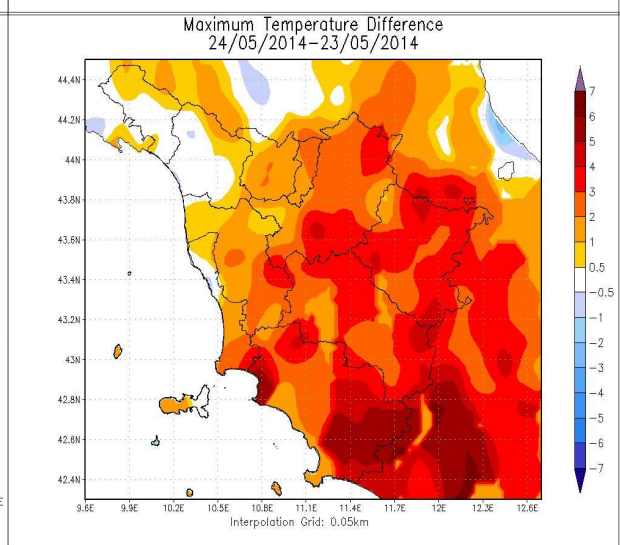 Maximum Temperature Difference
24/05/2014-23/05/2014
44.4N
44.2N
44N
43.8N
43.6N
43.4N
43.2N
43N
42.8N
42.6N
42.4N
9.6E 9.9E 10.2E 10.5E 10.8E 11.1E 11.4E 11.7E 12E 12.3E 12.6E
Interpolation Grid: 0.05km
7
6
5
4
3
2
1
0.5
-0.5
-1
-2
-3
-4
-5
-6
-7
E